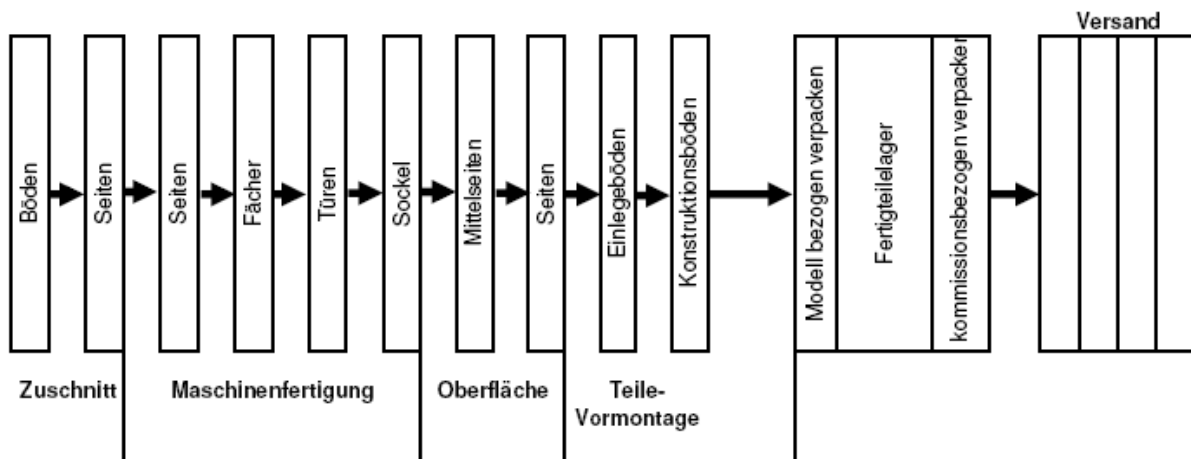 Versand
Böden
Seiten
Seiten
Fächer
Türen
Sockel
Mittelseiten
Seiten
Einlegeböden
Konstruktionsböden
Modell bezogen verpacken
Fertigteilelager
kommissionsbezogen verpacken
Zuschnitt
Maschinenfertigung
Oberfläche
Teile-
Vormontage